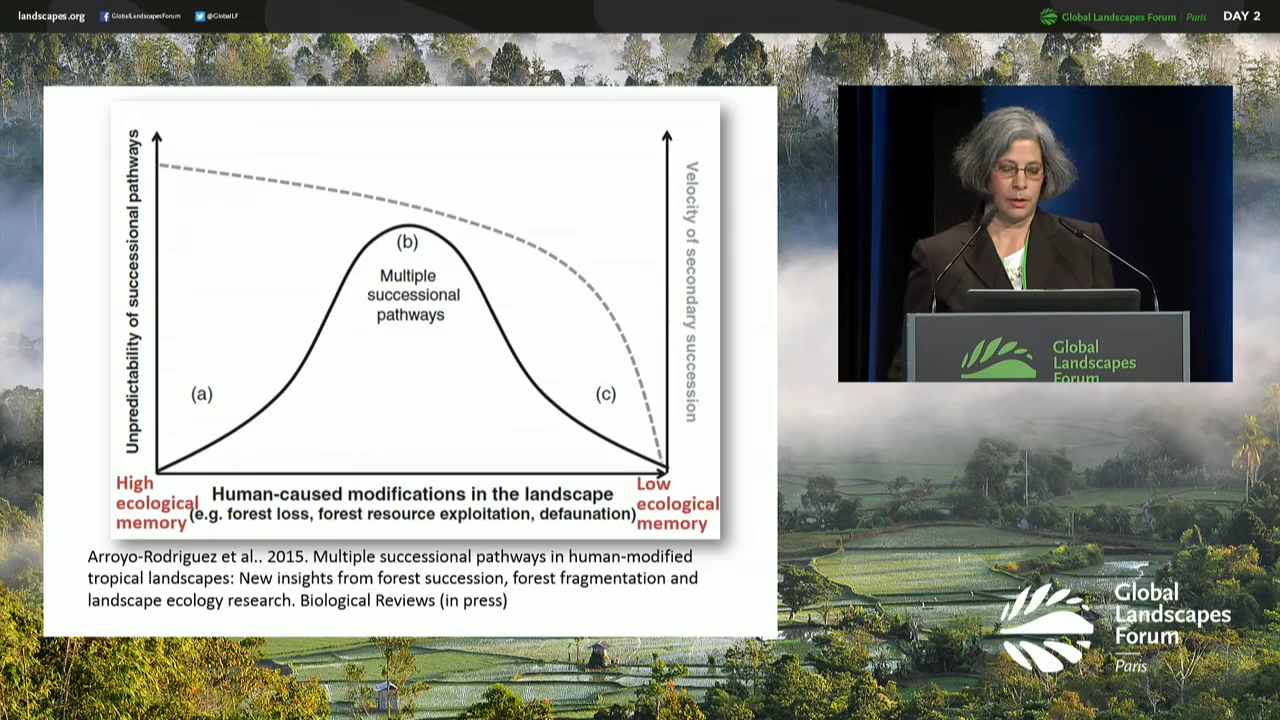 landscapes.org GlobalLandscapesForum @GlobalLF
Global Landscapes Forum | Paris DAY 2
Unpredictability of successional pathways
Velocity of secondary succession
(b)
Multiple
successional
pathways
(a)
(c)
High
ecological
memory
Human-caused modifications in the landscape
(e.g. forest loss, forest resource exploitation, defaunation)
Low
ecological
memory
Arroyo-Rodriguez et al.. 2015. Multiple successional pathways in human-modified
tropical landscapes: New insights from forest succession, forest fragmentation and
landscape ecology research. Biological Reviews (in press)
Global
Landscapes
Forum
Global
Landscapes
Forum
Paris